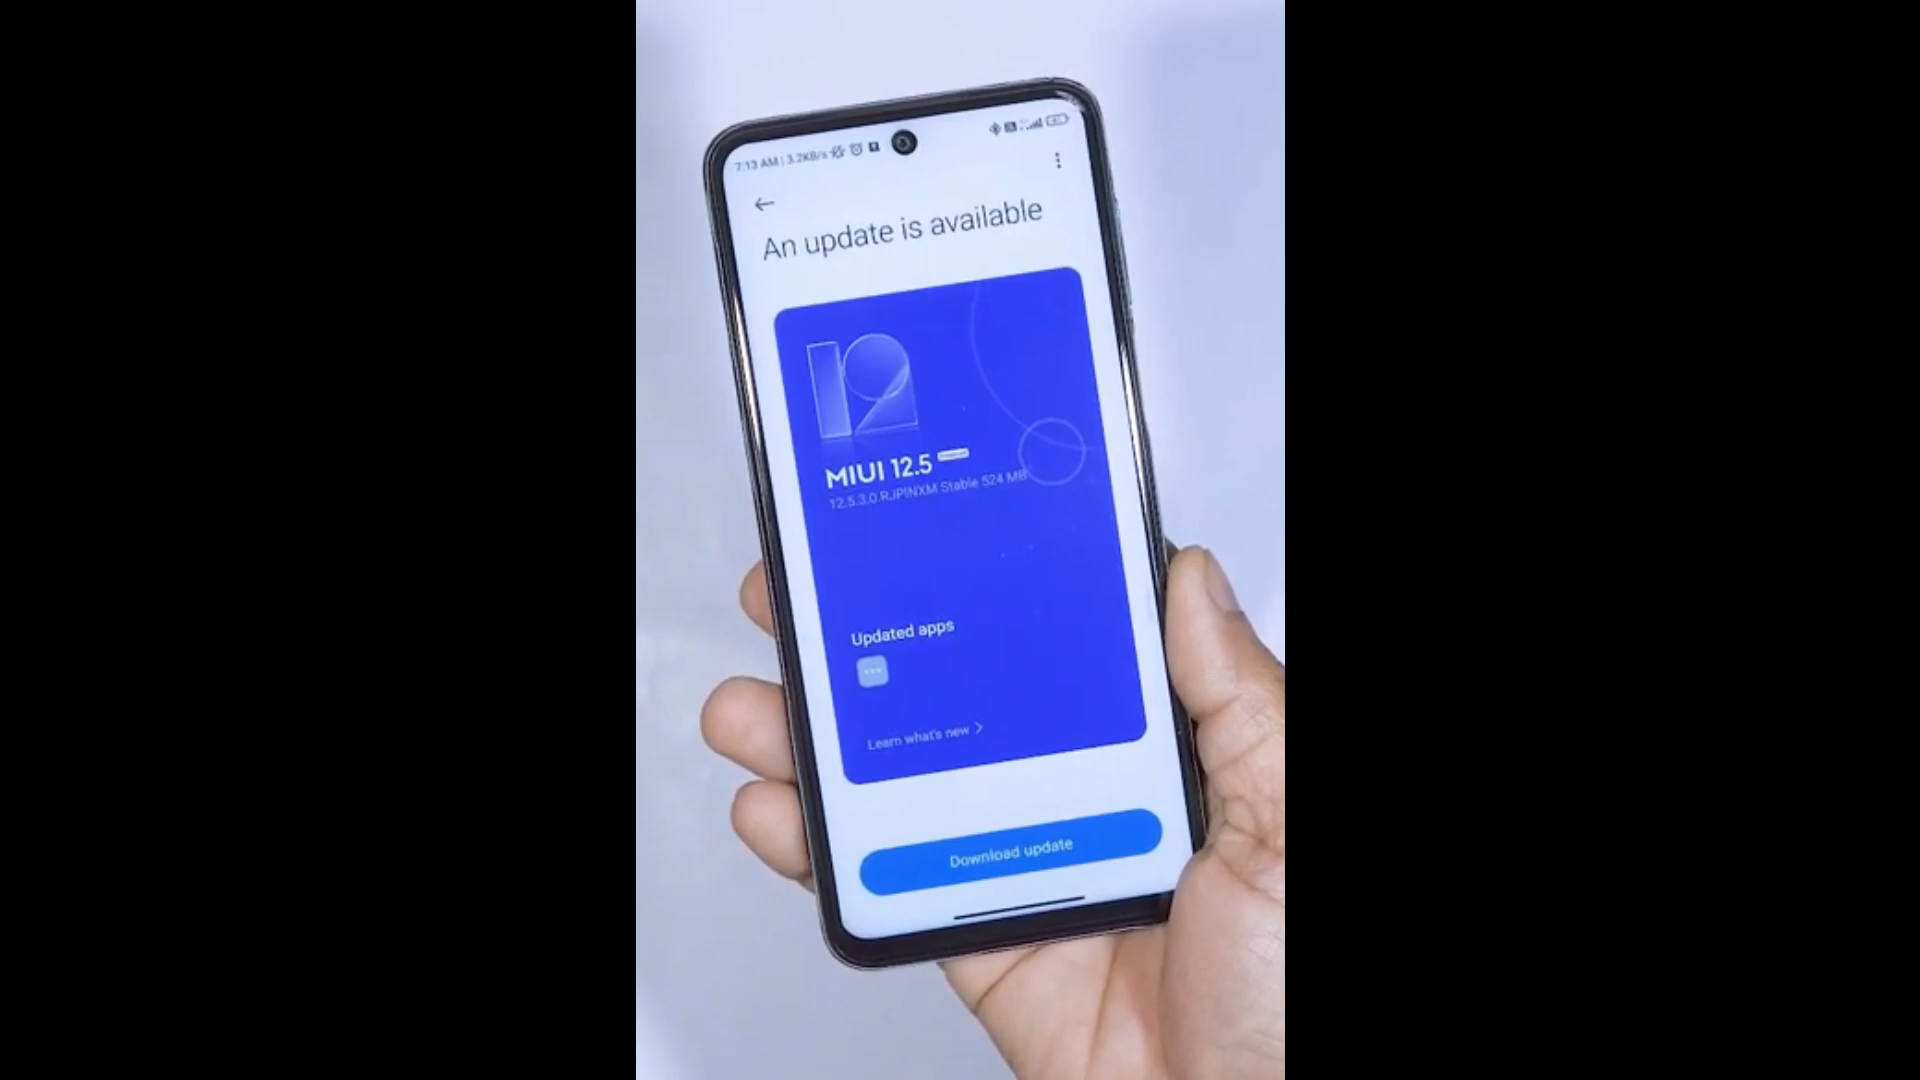 7:13 AM | 3.2KB/s
An update is available
12
MIUI 12.5
12.5.3.0.RJPINXM Stable 524 MB
Updated apps
Learn what's new >
Download update